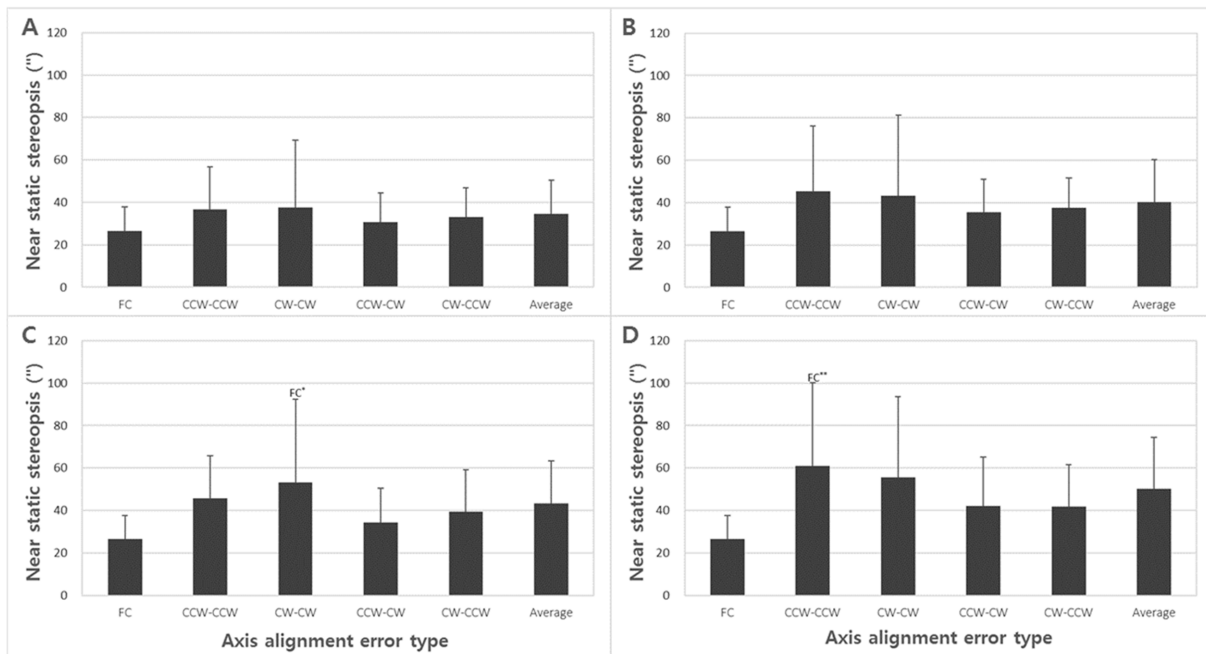 A
Near static stereopsis (")
120
100
80
60
40
20
0
FC CCW-CCW CW-CW CCW-CW CW-CCW Average
B
Near static stereopsis (")
120
100
80
60
40
20
0
FC CCW-CCW CW-CW CCW-CW CW-CCW Average
C
Near static stereopsis (")
120
100
80
60
40
20
0
FC*
FC CCW-CCW CW-CW CCW-CW CW-CCW Average
Axis alignment error type
D
Near static stereopsis (")
120
100
80
60
40
20
0
FC**
FC CCW-CCW CW-CW CCW-CW CW-CCW Average
Axis alignment error type